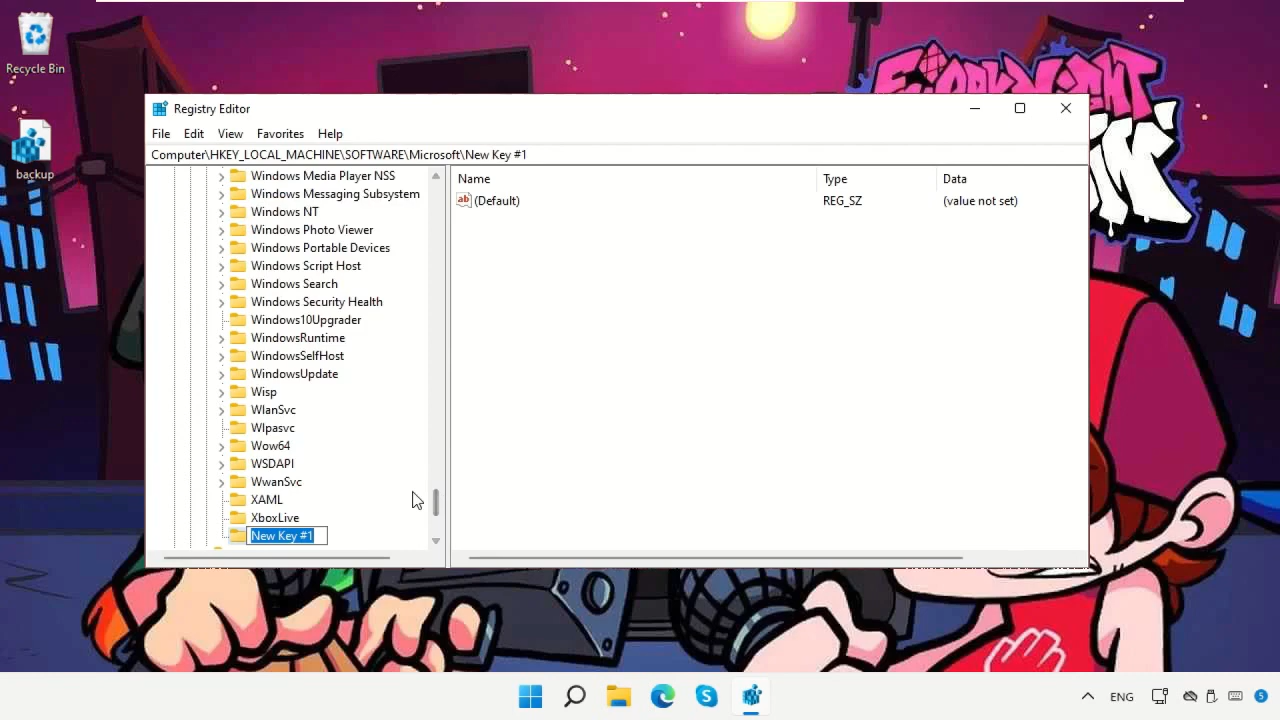 Recycle Bin
backup
Registry Editor
File Edit View Favorites Help
Computer\HKEY_LOCAL_MACHINE\SOFTWARE\Microsoft\New Key #1
Windows Media Player NSS
Windows Messaging Subsystem
Windows NT
Windows Photo Viewer
Windows Portable Devices
Windows Script Host
Windows Search
Windows Security Health
Windows10Upgrader
WindowsRuntime
WindowsSelfHost
WindowsUpdate
Wisp
WlanSvc
Wlpasvc
Wow64
WSDAPI
WwanSvc
XAML
XboxLive
New Key #1
Name Type Data
ab (Default) REG_SZ (value not set)
ENG
5